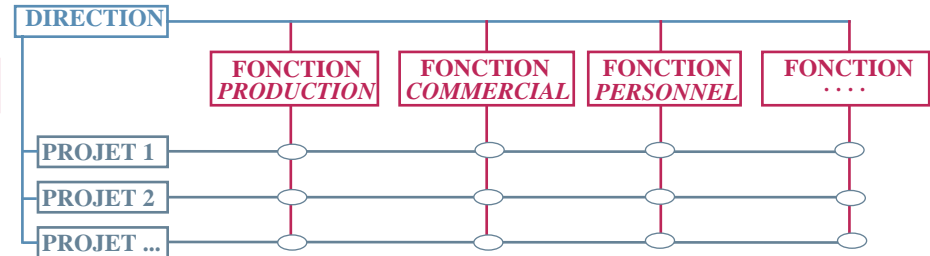 DIRECTION
FONCTION
PRODUCTION
FONCTION
COMMERCIAL
FONCTION
PERSONNEL
FONCTION
. . . .
PROJET 1
PROJET 2
PROJET ...